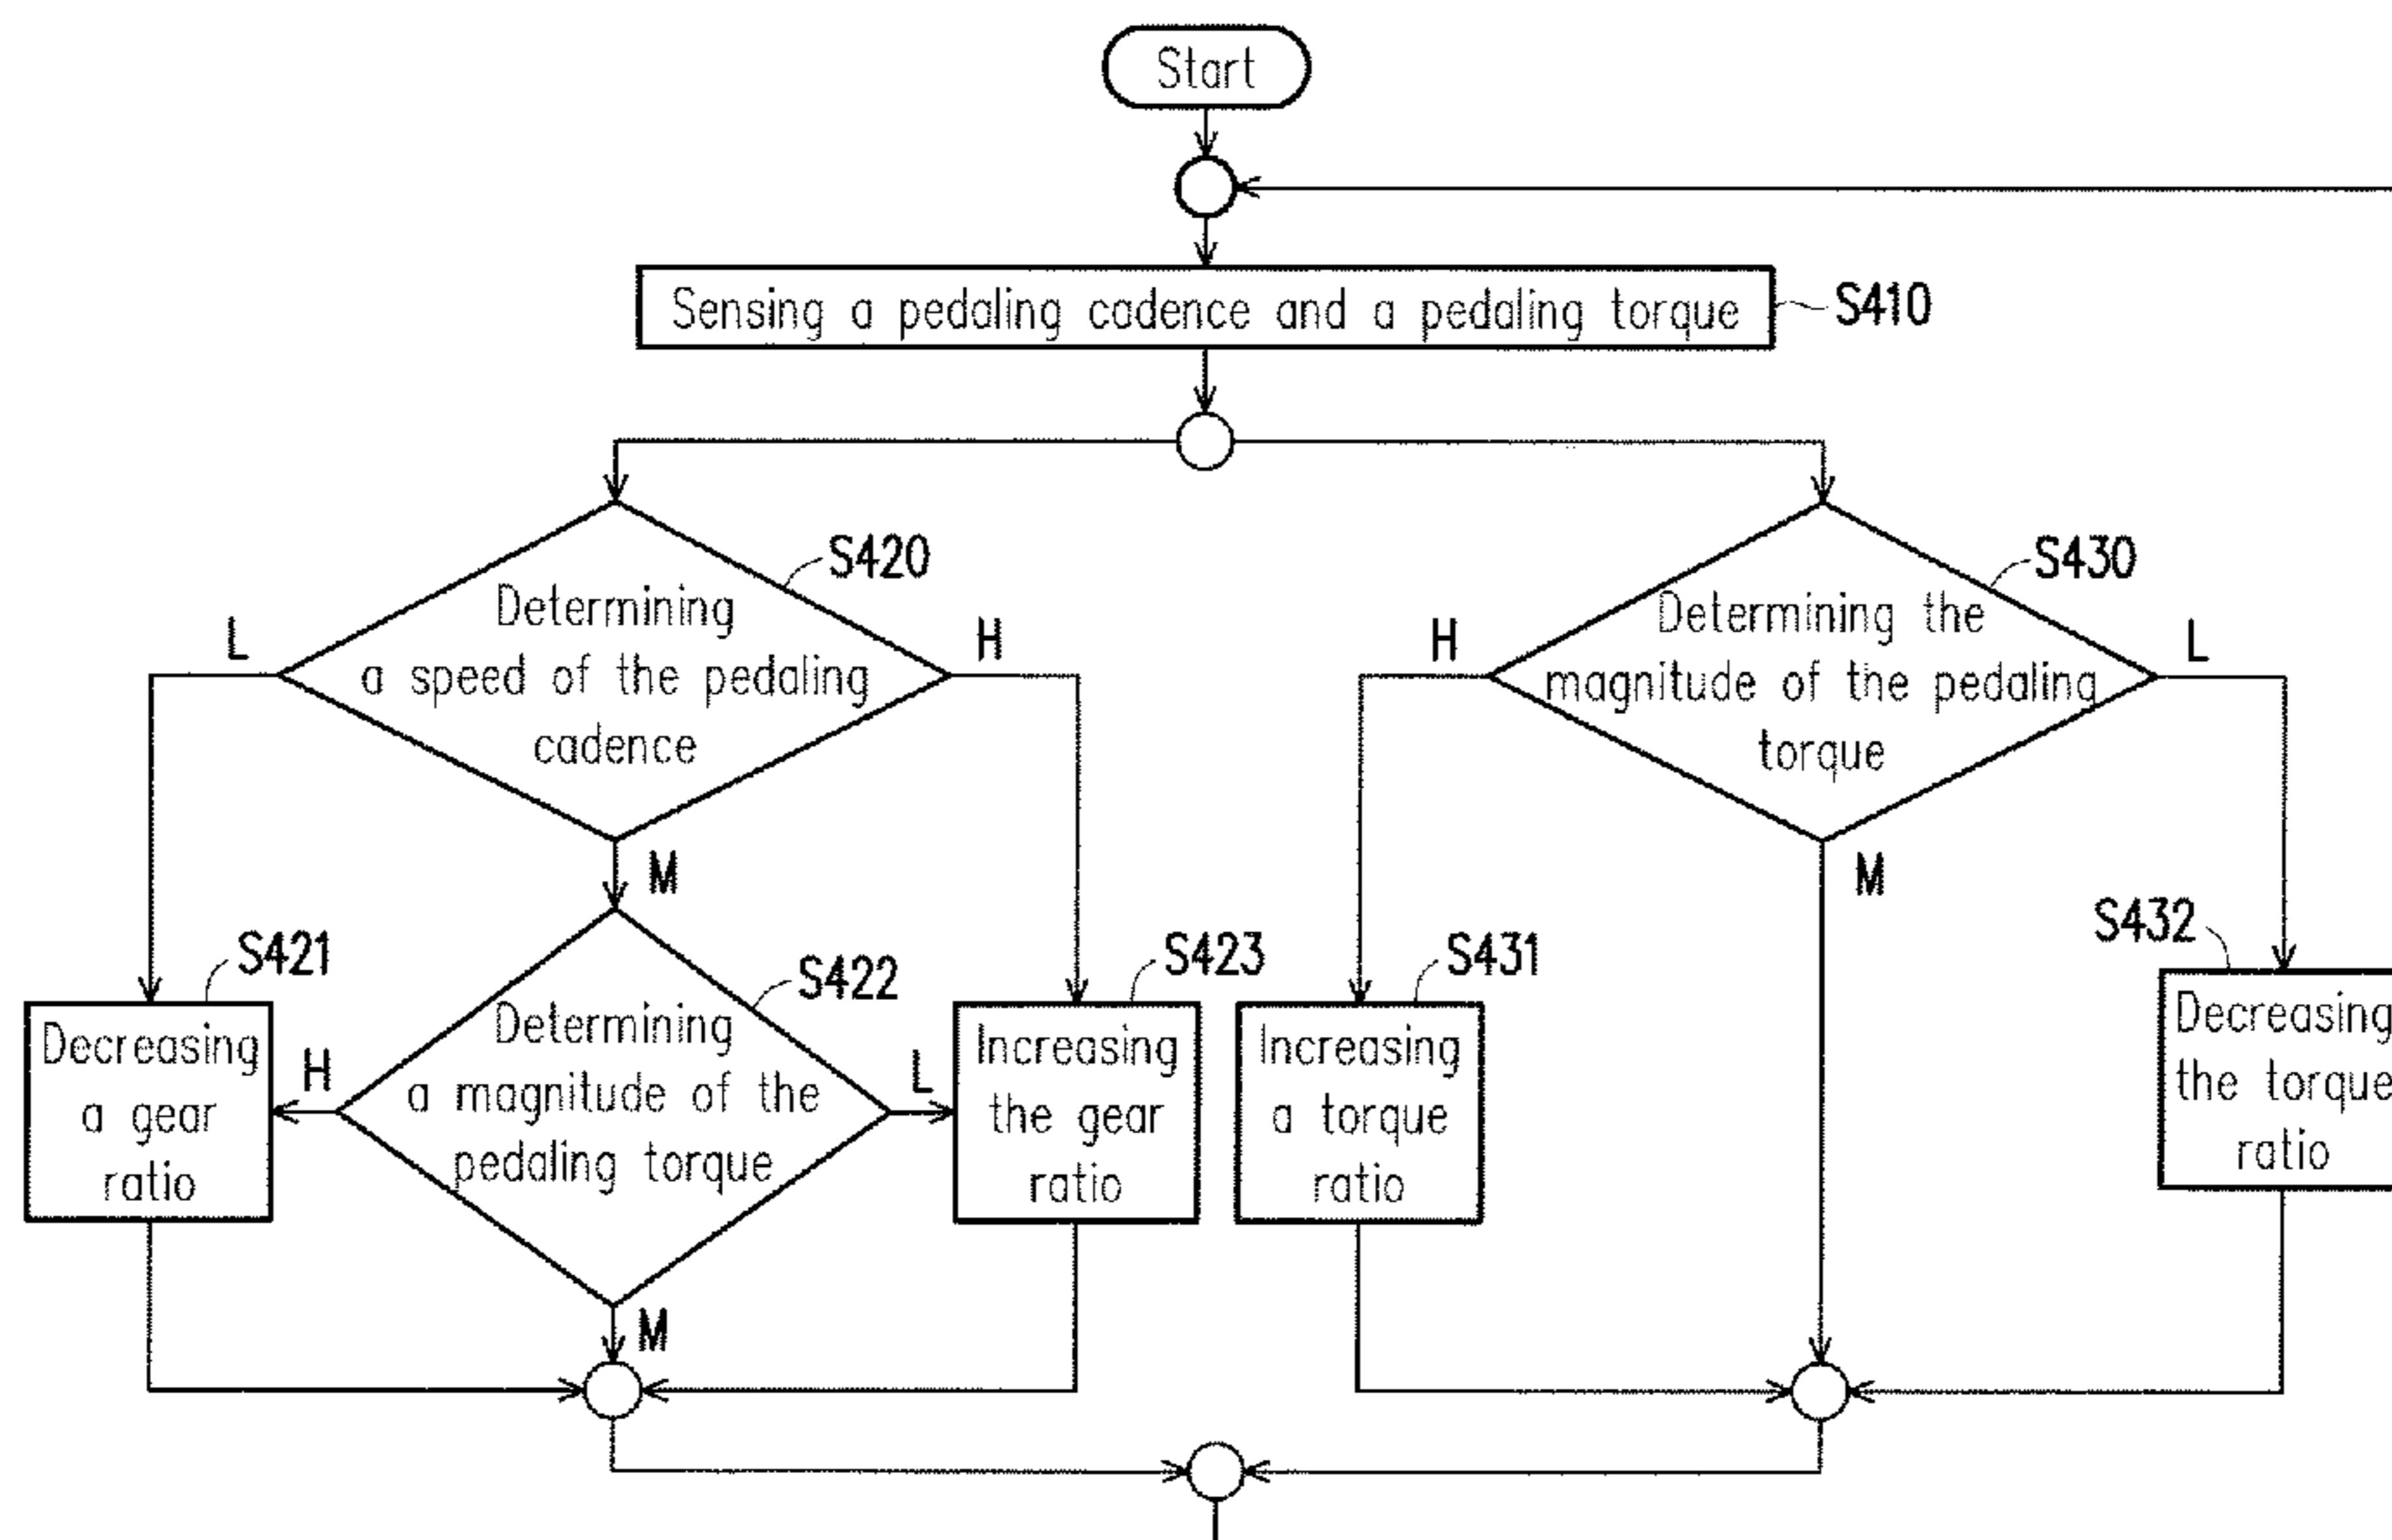 Start
Sensing a pedaling cadence and a pedaling torque
S410
S420
Determining
a speed of the pedaling
cadence
L
H
M
S430
Determining the
magnitude of the pedaling
torque
H
L
M
S421
Decreasing
a gear
ratio
S422
Determining
a magnitude of the
pedaling torque
H
L
M
S423
Increasing
the gear
ratio
S431
Increasing
a torque
ratio
S432
Decreasing
the torque
ratio